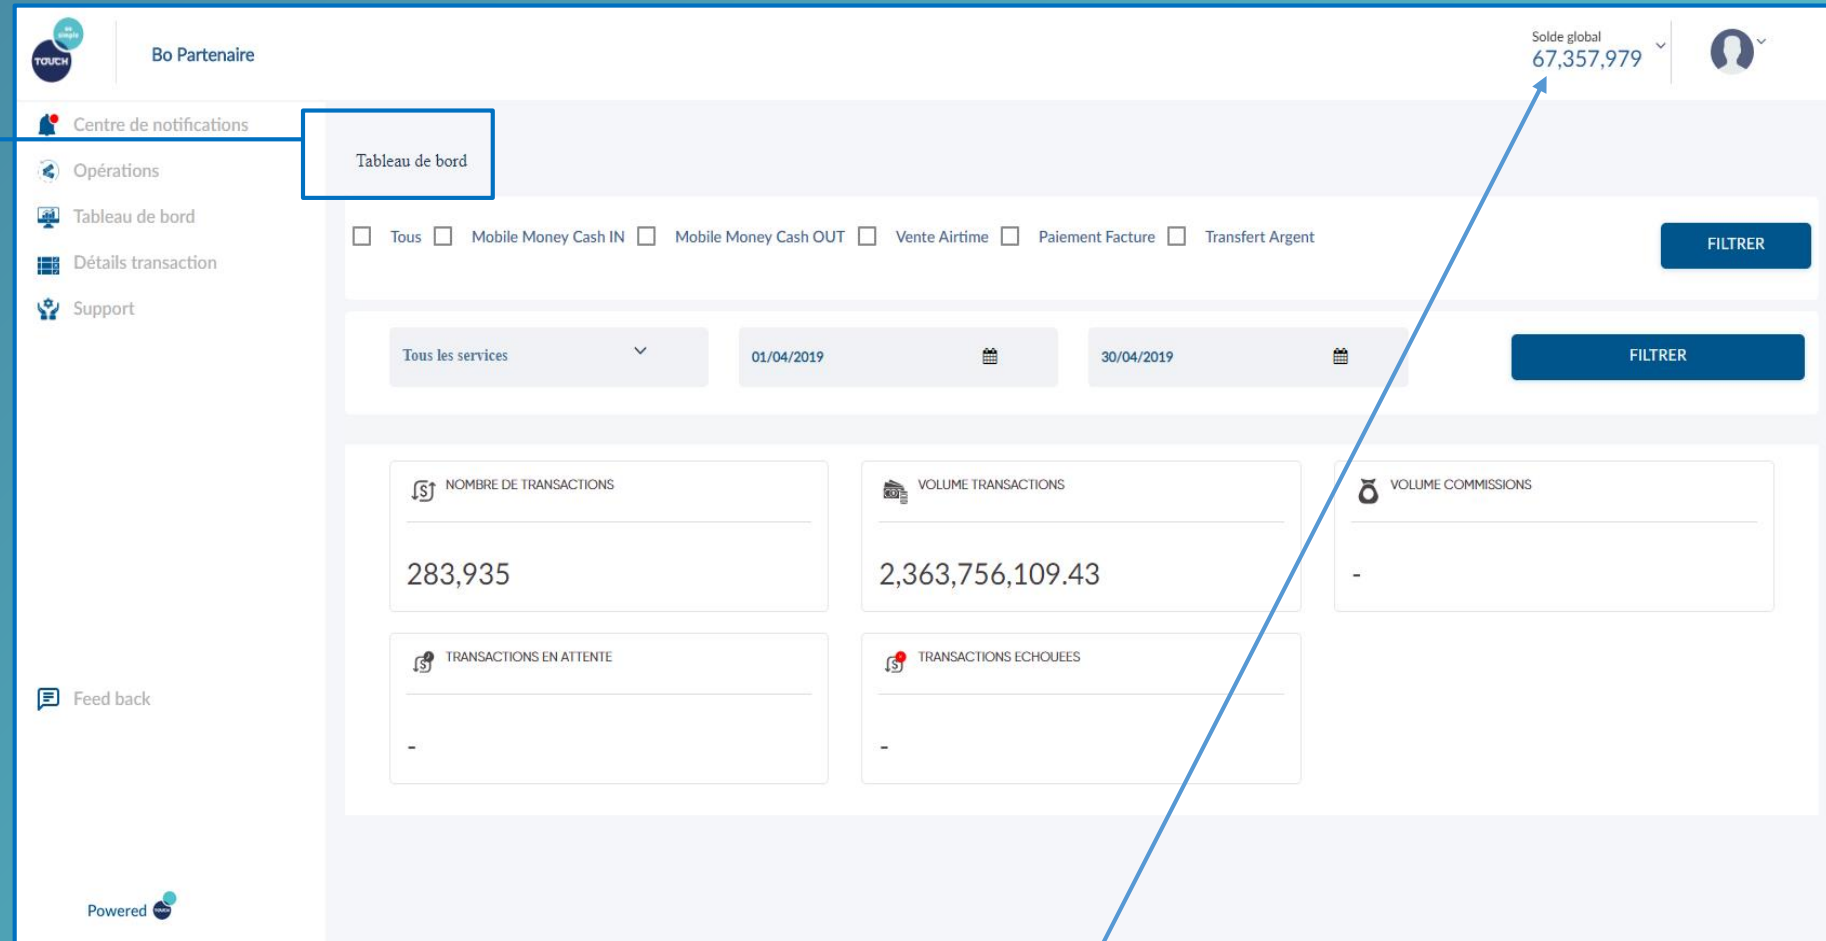 be
simple
TOUCH
Bo Partenaire
Solde global
67,357,979
Centre de notifications
Opérations
Tableau de bord
Détails transaction
Support
Feed back
Powered
Tableau de bord
Tous Mobile Money Cash IN Mobile Money Cash OUT Vente Airtime Paiement Facture Transfert Argent
FILTRER
Tous les services 01/04/2019 30/04/2019 FILTRER
NOMBRE DE TRANSACTIONS
283,935
VOLUME TRANSACTIONS
2,363,756,109.43
VOLUME COMMISSIONS
-
TRANSACTIONS EN ATTENTE
-
TRANSACTIONS ECHOUEES
-